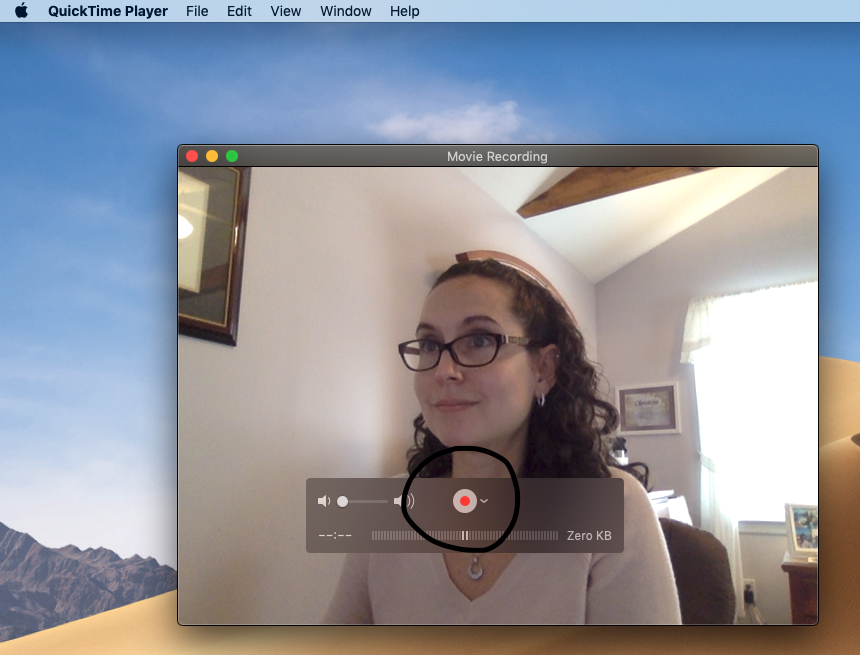 QuickTime Player File Edit View Window Help
Movie Recording
--:-- Zero KB